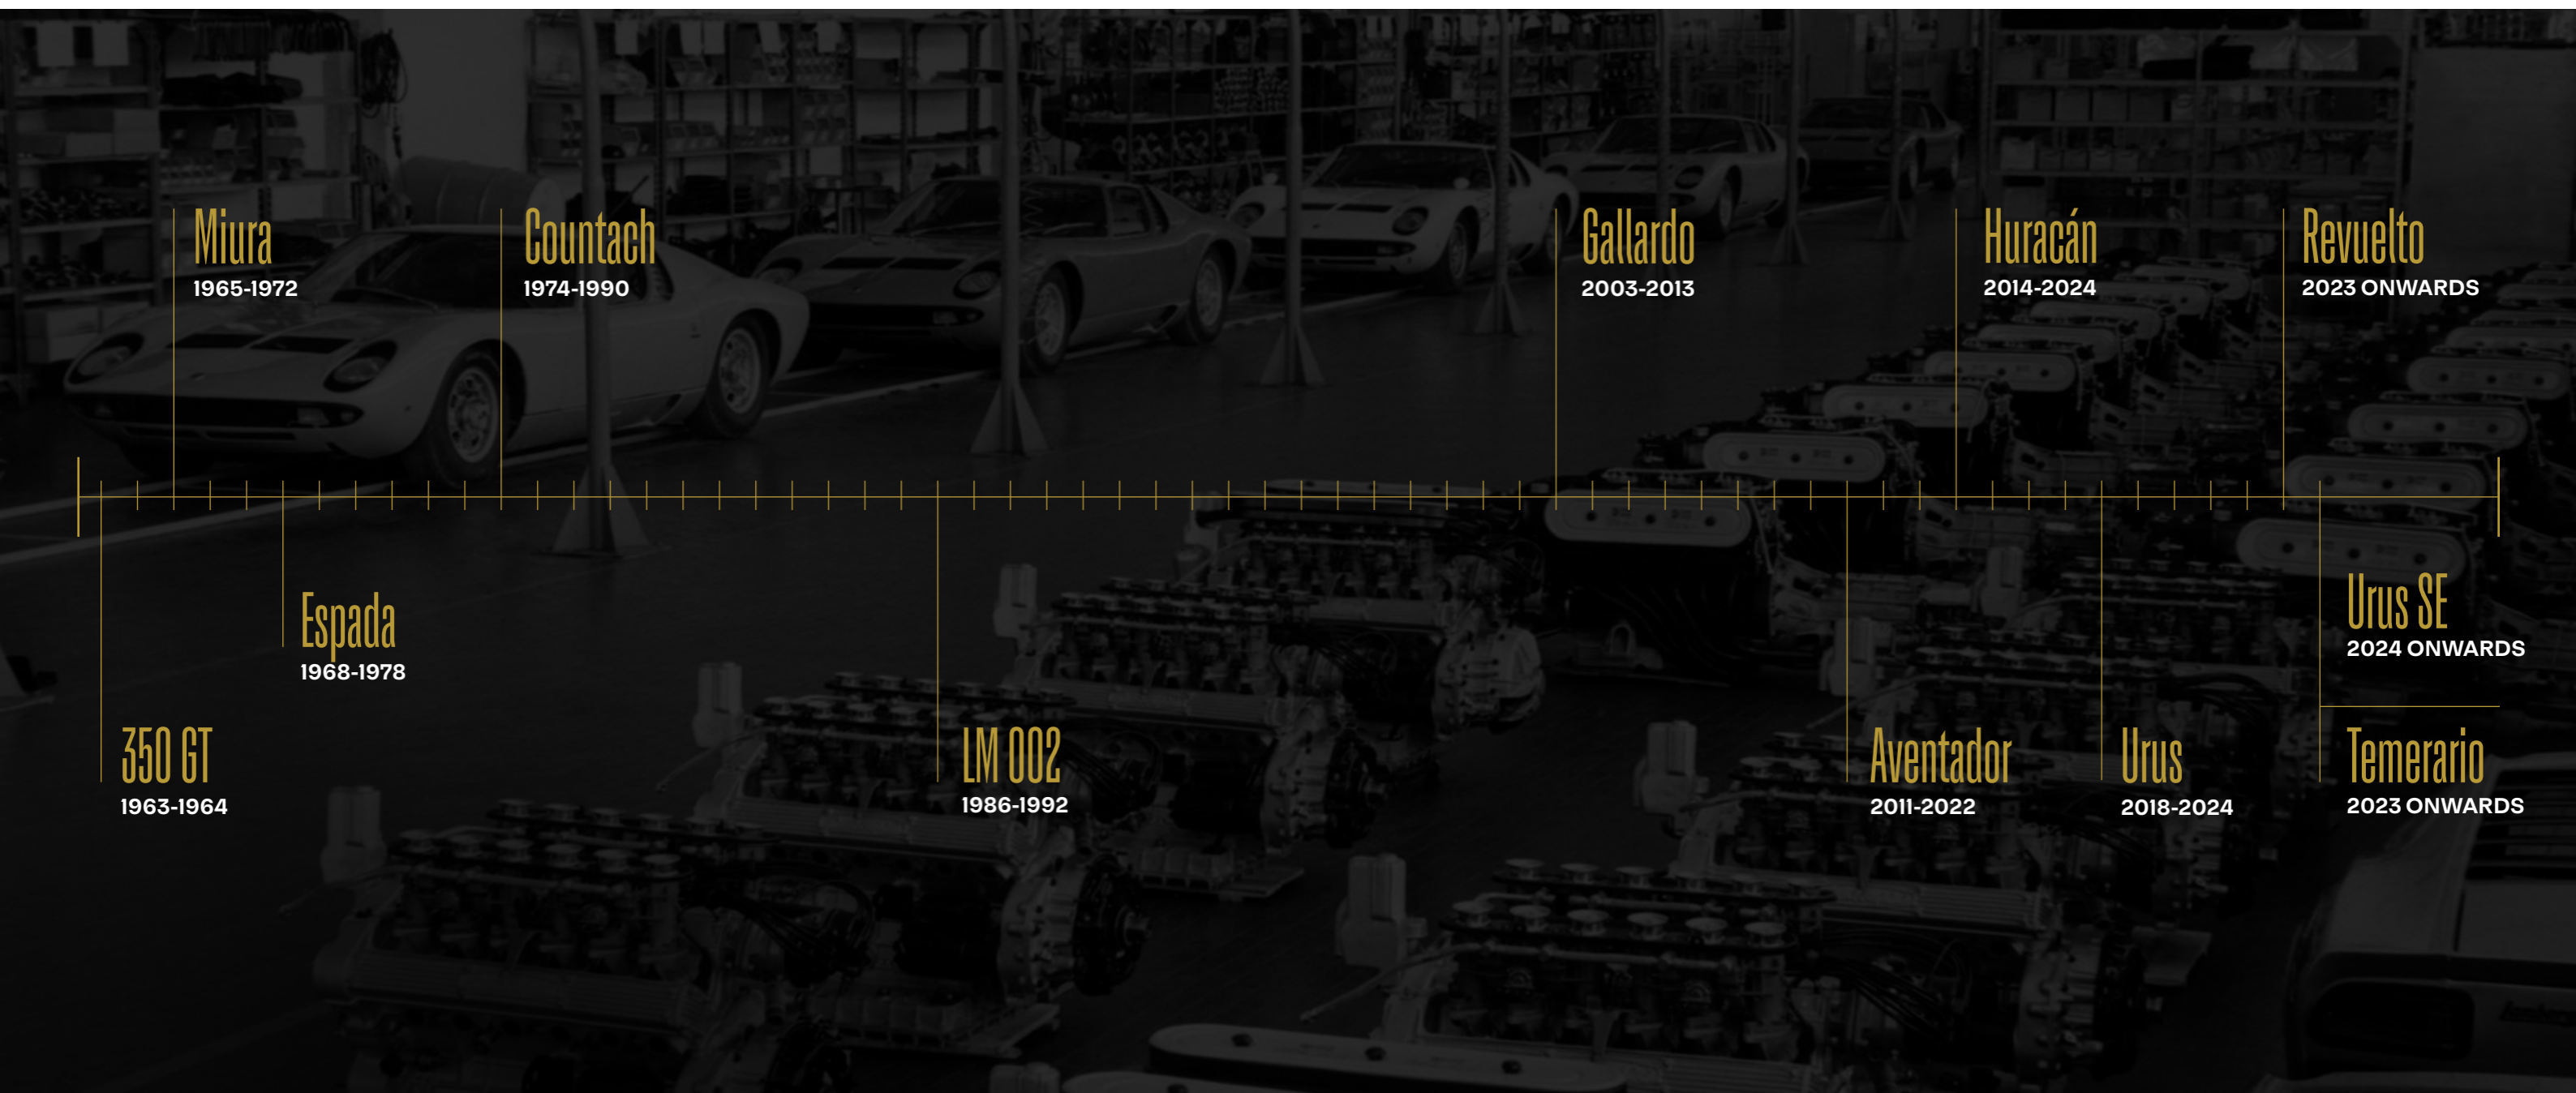 Miura
1965-1972
Countach
1974-1990
Gallardo
2003-2013
Huracán
2014-2024
Revuelto
2023 ONWARDS
Espada
1968-1978
Urus SE
2024 ONWARDS
350 GT
1963-1964
LM 002
1986-1992
Aventador
2011-2022
Urus
2018-2024
Temerario
2023 ONWARDS